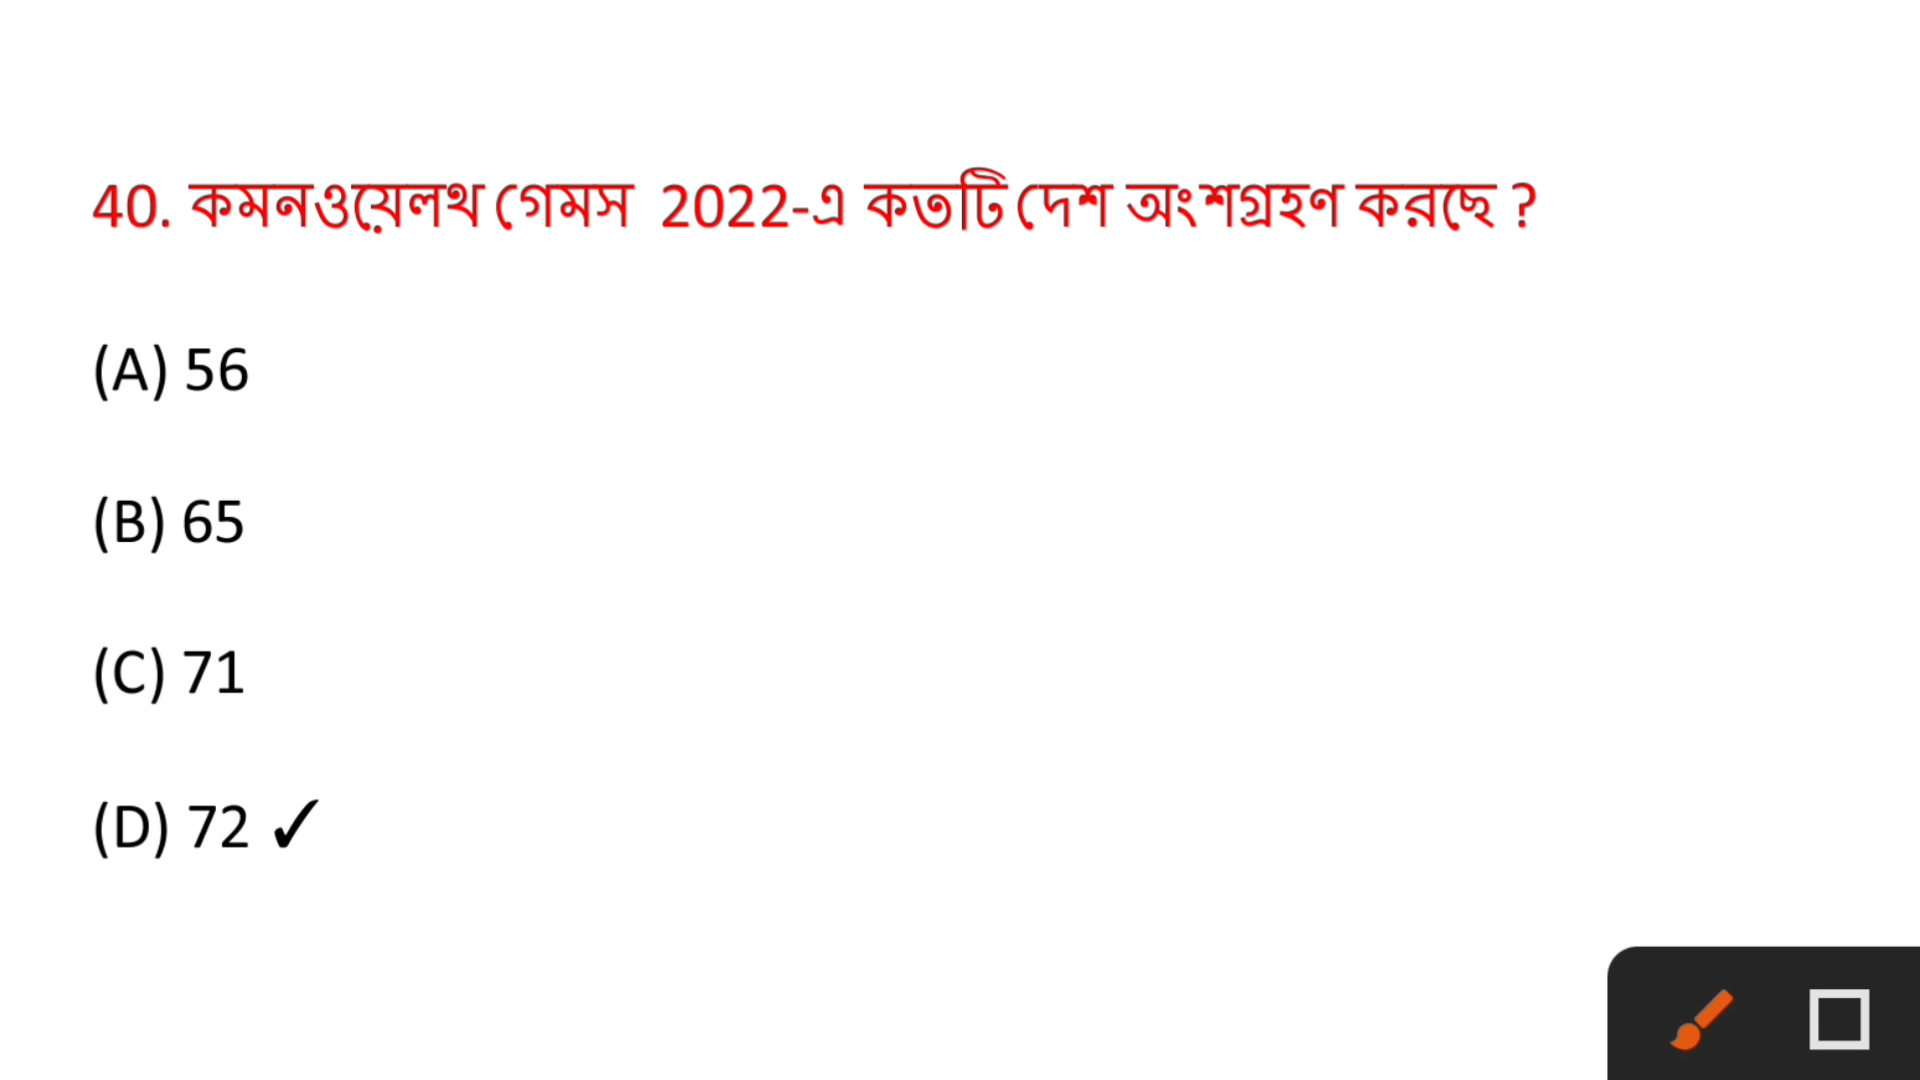 40. কমনওয়েলথ গেমস 2022-এ কতটি দেশ অংশগ্রহণ করছে ?
(A) 56
(B) 65
(C) 71
(D) 72 ✓